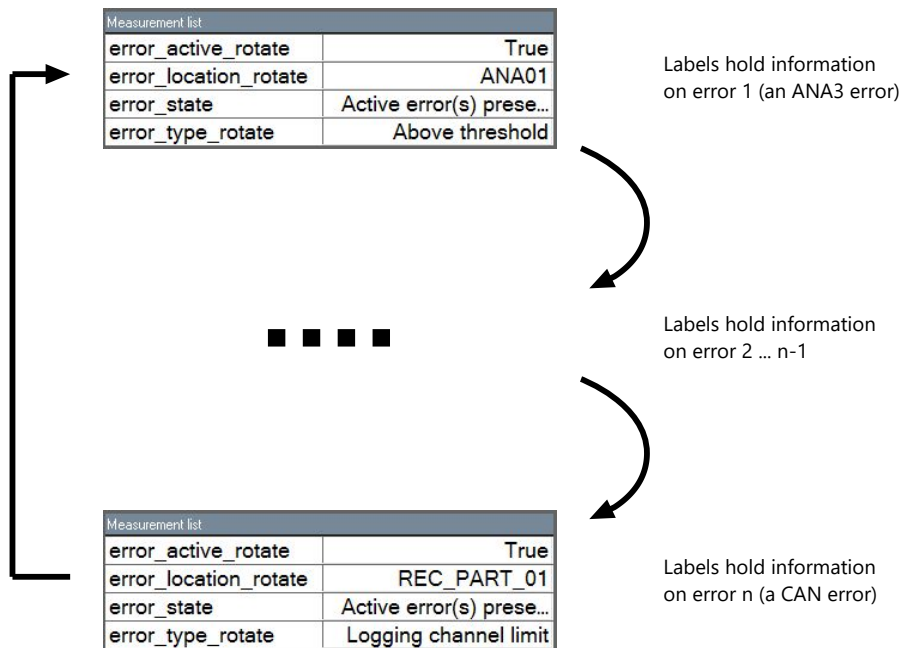 Measurement list
error_active_rotate True
error_location_rotate ANA01
error_state Active error(s) prese...
error_type_rotate Above threshold
Labels hold information
on error 1 (an ANA3 error)
Labels hold information
on error 2 ... n-1
Measurement list
error_active_rotate True
error_location_rotate REC_PART_01
error_state Active error(s) prese...
error_type_rotate Logging channel limit
Labels hold information
on error n (a CAN error)